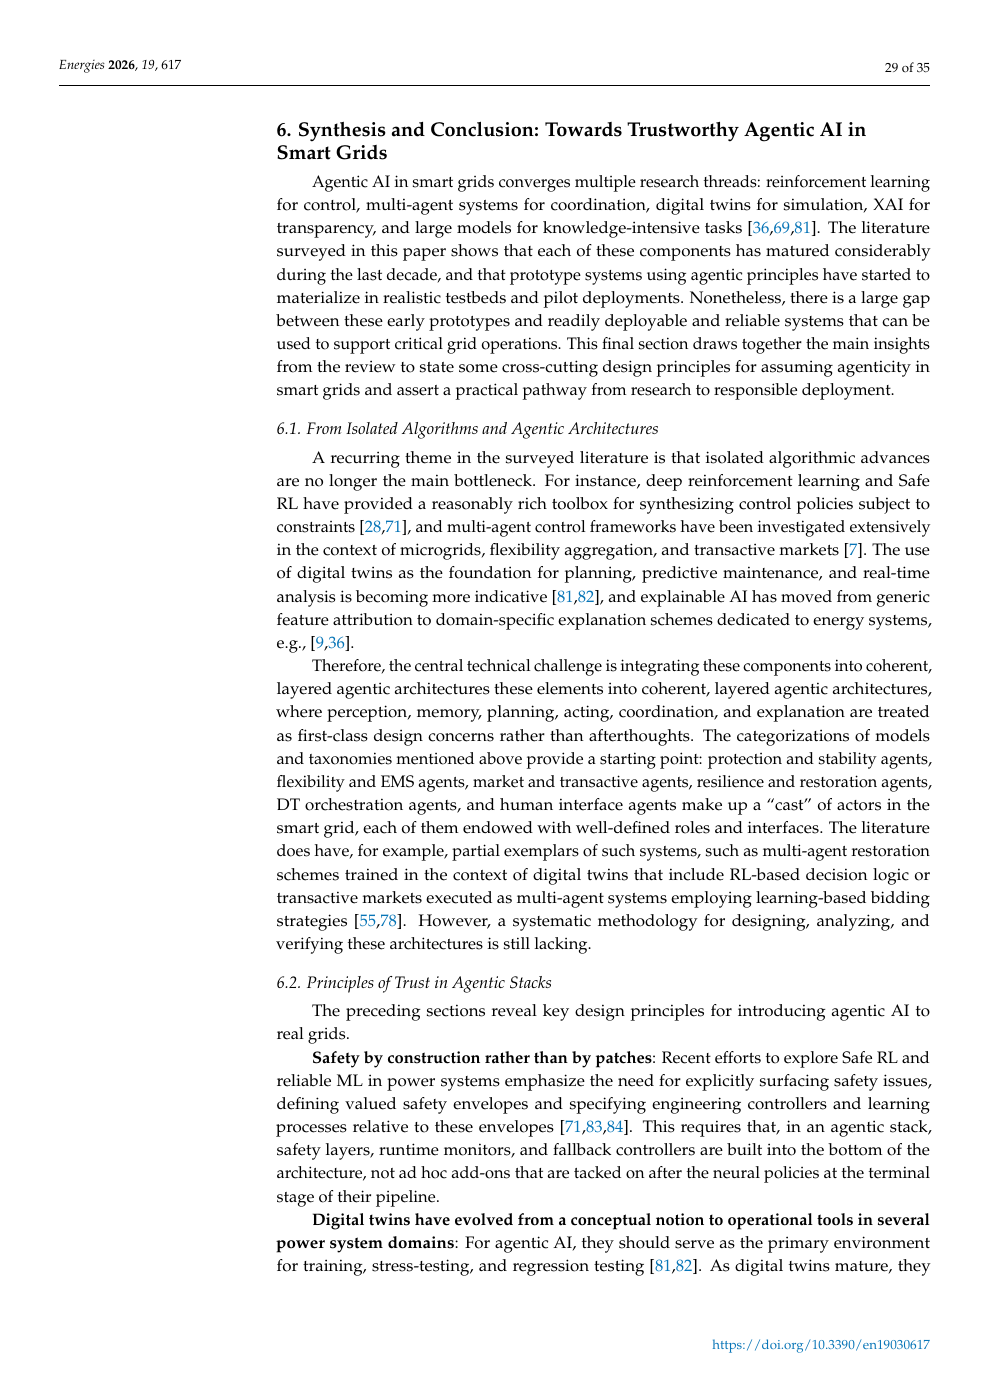 Energies 2026, 19, 617
29 of 35
6. Synthesis and Conclusion: Towards Trustworthy Agentic AI in
Smart Grids
Agentic AI in smart grids converges multiple research threads: reinforcement learning
for control, multi-agent systems for coordination, digital twins for simulation, XAI for
transparency, and large models for knowledge-intensive tasks [36,69,81]. The literature
surveyed in this paper shows that each of these components has matured considerably
during the last decade, and that prototype systems using agentic principles have started to
materialize in realistic testbeds and pilot deployments. Nonetheless, there is a large gap
between these early prototypes and readily deployable and reliable systems that can be
used to support critical grid operations. This final section draws together the main insights
from the review to state some cross-cutting design principles for assuming agenticity in
smart grids and assert a practical pathway from research to responsible deployment.
6.1. From Isolated Algorithms and Agentic Architectures
A recurring theme in the surveyed literature is that isolated algorithmic advances
are no longer the main bottleneck. For instance, deep reinforcement learning and Safe
RL have provided a reasonably rich toolbox for synthesizing control policies subject to
constraints [28,71], and multi-agent control frameworks have been investigated extensively
in the context of microgrids, flexibility aggregation, and transactive markets [7]. The use
of digital twins as the foundation for planning, predictive maintenance, and real-time
analysis is becoming more indicative [81,82], and explainable AI has moved from generic
feature attribution to domain-specific explanation schemes dedicated to energy systems,
e.g., [9,36].
Therefore, the central technical challenge is integrating these components into coherent,
layered agentic architectures these elements into coherent, layered agentic architectures,
where perception, memory, planning, acting, coordination, and explanation are treated
as first-class design concerns rather than afterthoughts. The categorizations of models
and taxonomies mentioned above provide a starting point: protection and stability agents,
flexibility and EMS agents, market and transactive agents, resilience and restoration agents,
DT orchestration agents, and human interface agents make up a “cast” of actors in the
smart grid, each of them endowed with well-defined roles and interfaces. The literature
does have, for example, partial exemplars of such systems, such as multi-agent restoration
schemes trained in the context of digital twins that include RL-based decision logic or
transactive markets executed as multi-agent systems employing learning-based bidding
strategies [55,78]. However, a systematic methodology for designing, analyzing, and
verifying these architectures is still lacking.
6.2. Principles of Trust in Agentic Stacks
The preceding sections reveal key design principles for introducing agentic AI to
real grids.
Safety by construction rather than by patches: Recent efforts to explore Safe RL and
reliable ML in power systems emphasize the need for explicitly surfacing safety issues,
defining valued safety envelopes and specifying engineering controllers and learning
processes relative to these envelopes [71,83,84]. This requires that, in an agentic stack,
safety layers, runtime monitors, and fallback controllers are built into the bottom of the
architecture, not ad hoc add-ons that are tacked on after the neural policies at the terminal
stage of their pipeline.
Digital twins have evolved from a conceptual notion to operational tools in several
power system domains: For agentic AI, they should serve as the primary environment
for training, stress-testing, and regression testing [81,82]. As digital twins mature, they
https://doi.org/10.3390/en19030617